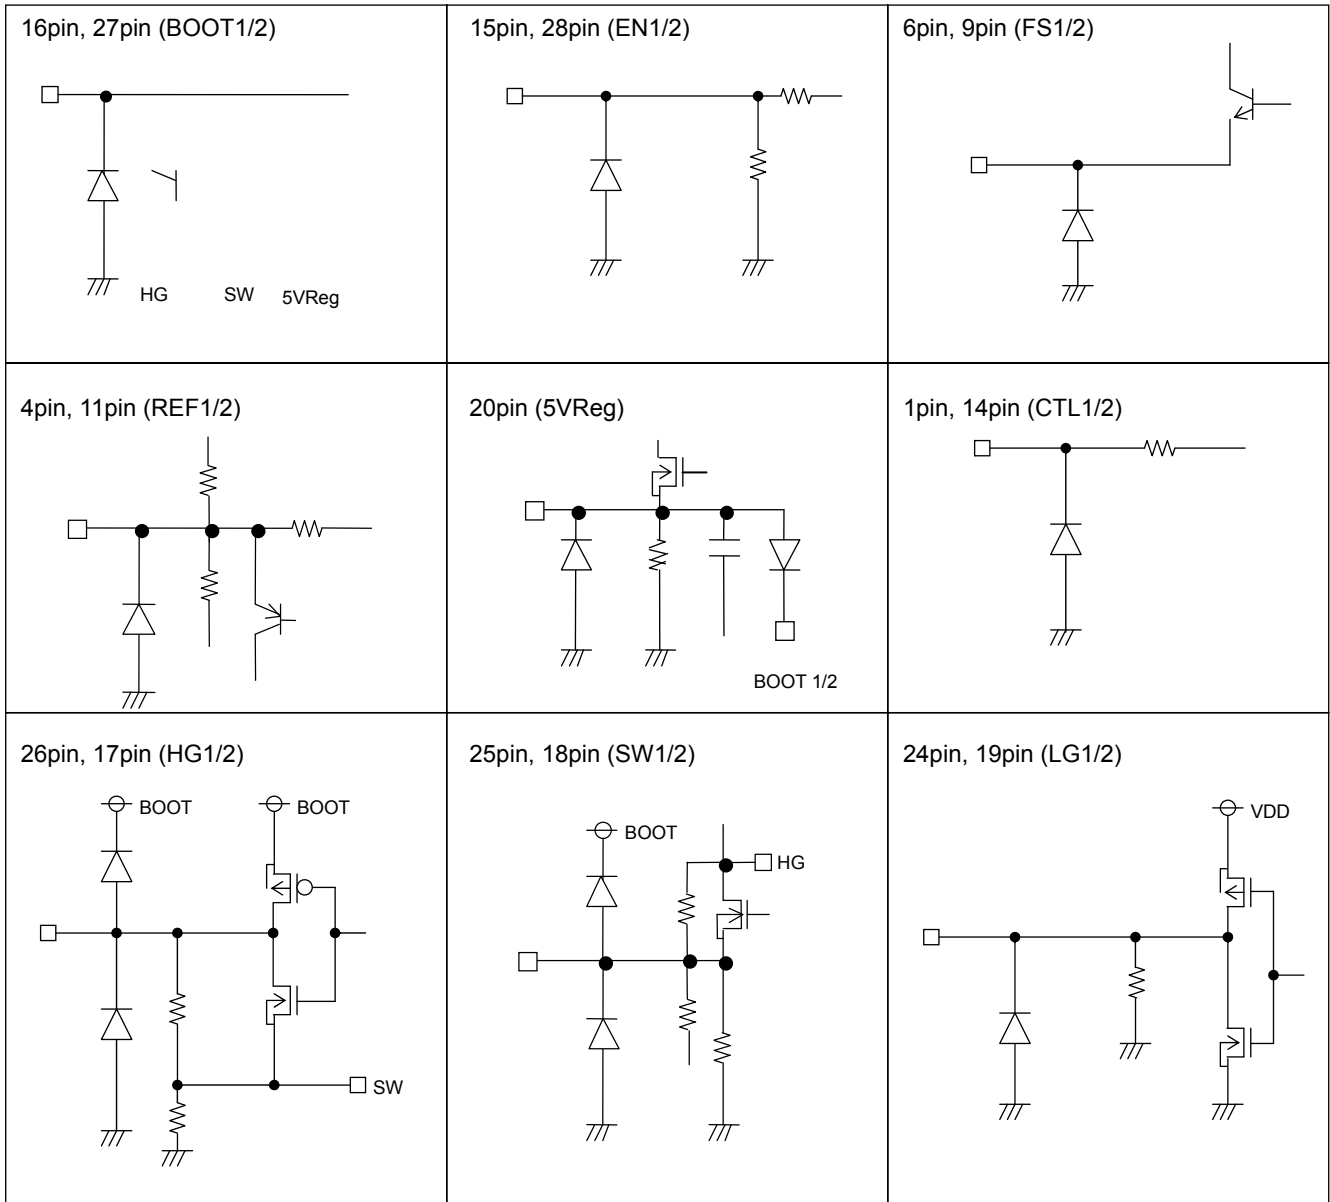 16pin, 27pin (BOOT1/2)
HG
SW
5VReg
15pin, 28pin (EN1/2)
6pin, 9pin (FS1/2)
4pin, 11pin (REF1/2)
20pin (5VReg)
BOOT 1/2
1pin, 14pin (CTL1/2)
26pin, 17pin (HG1/2)
BOOT
BOOT
SW
25pin, 18pin (SW1/2)
BOOT
HG
24pin, 19pin (LG1/2)
VDD